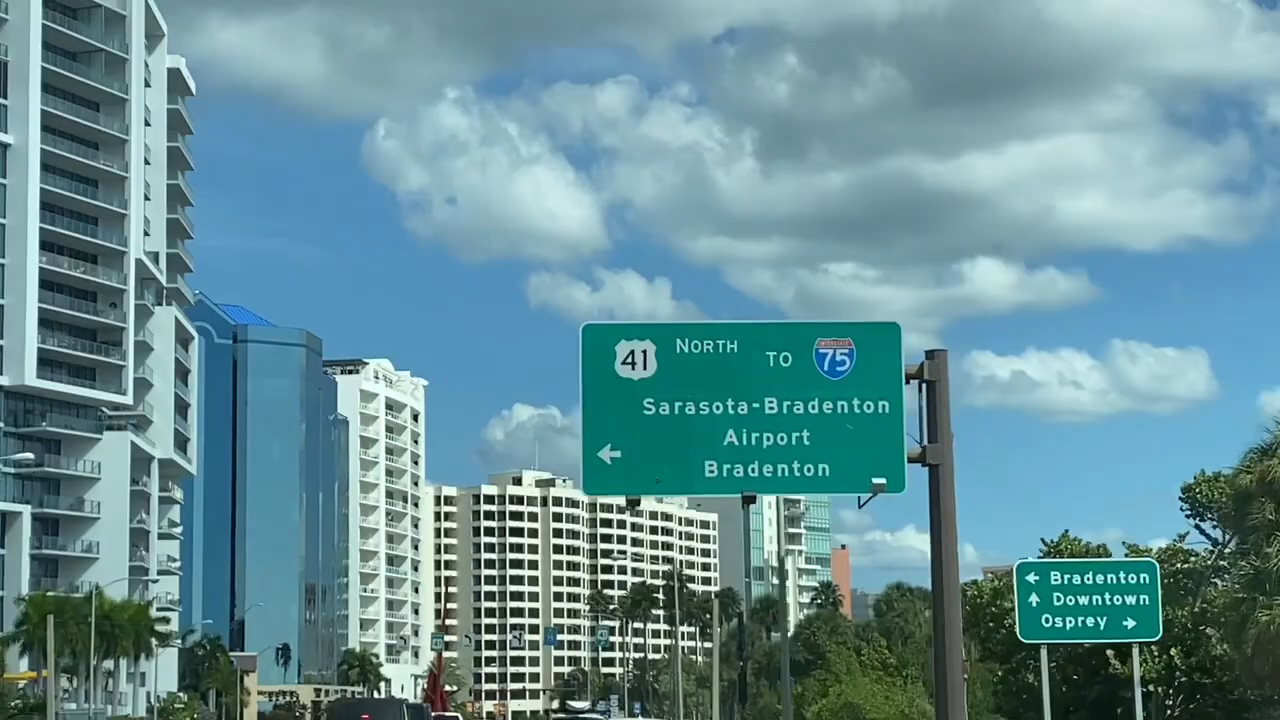 41 NORTH TO INTERSTATE 75
Sarasota-Bradenton
Airport
Bradenton
Bradenton
Downtown
Osprey